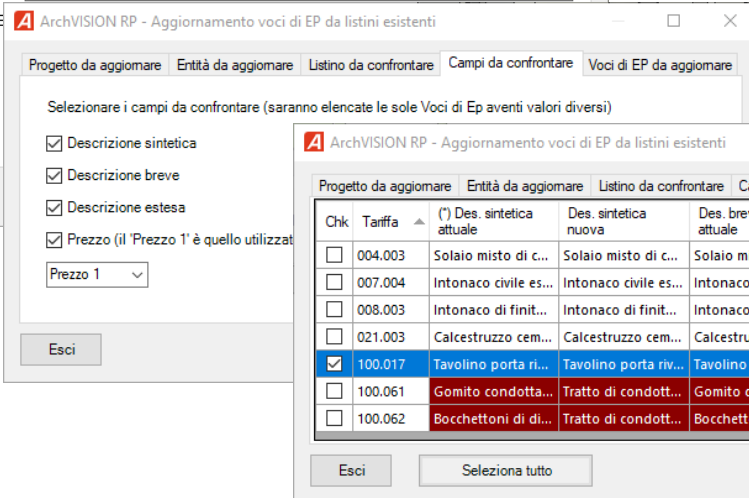 ArchVISION RP - Aggiornamento voci di EP da listini esistenti
Progetto da aggiornare Entità da aggiornare Listino da confrontare Campi da confrontare Voci di EP da aggiornare
Selezionare i campi da confrontare (saranno elencate le sole Voci di Ep aventi valori diversi)
Descrizione sintetica
Descrizione breve
Descrizione estesa
Prezzo (il 'Prezzo 1' è quello utilizzat
Prezzo 1
Esci
ArchVISION RP - Aggiornamento voci di EP da listini esistenti
Progetto da aggiornare Entità da aggiornare Listino da confrontare Ca
Chk Tariffa (*) Des. sintetica attuale Des. sintetica nuova Des. brev attuale
004.003 Solaio misto di c... Solaio misto di c... Solaio m
007.004 Intonaco civile es... Intonaco civile es... Intonaco
008.003 Intonaco di finit... Intonaco di finit... Intonaco
021.003 Calcestruzzo cem... Calcestruzzo cem... Calcestru
100.017 Tavolino porta ri... Tavolino porta riv... Tavolino
100.061 Gomito condotta... Tratto di condott... Gomito c
100.062 Bocchettoni di di... Tratto di condott... Bocchett
Esci Seleziona tutto